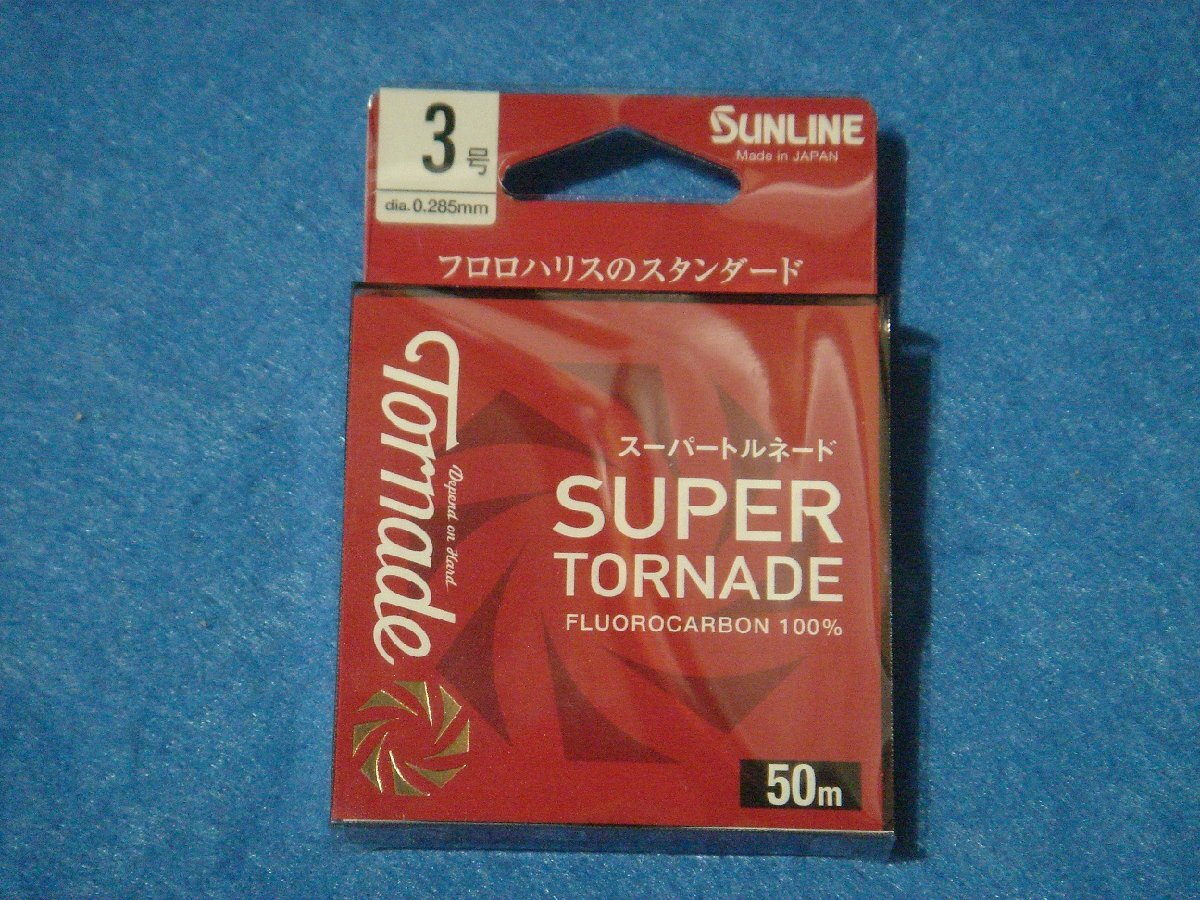 3号
dia. 0.285mm
SUNLINE
Made in JAPAN
フロロハリスのスタンダード
Tornade
Depend on Hard.
スーパートルネード
SUPER
TORNADE
FLUOROCARBON 100%
50m